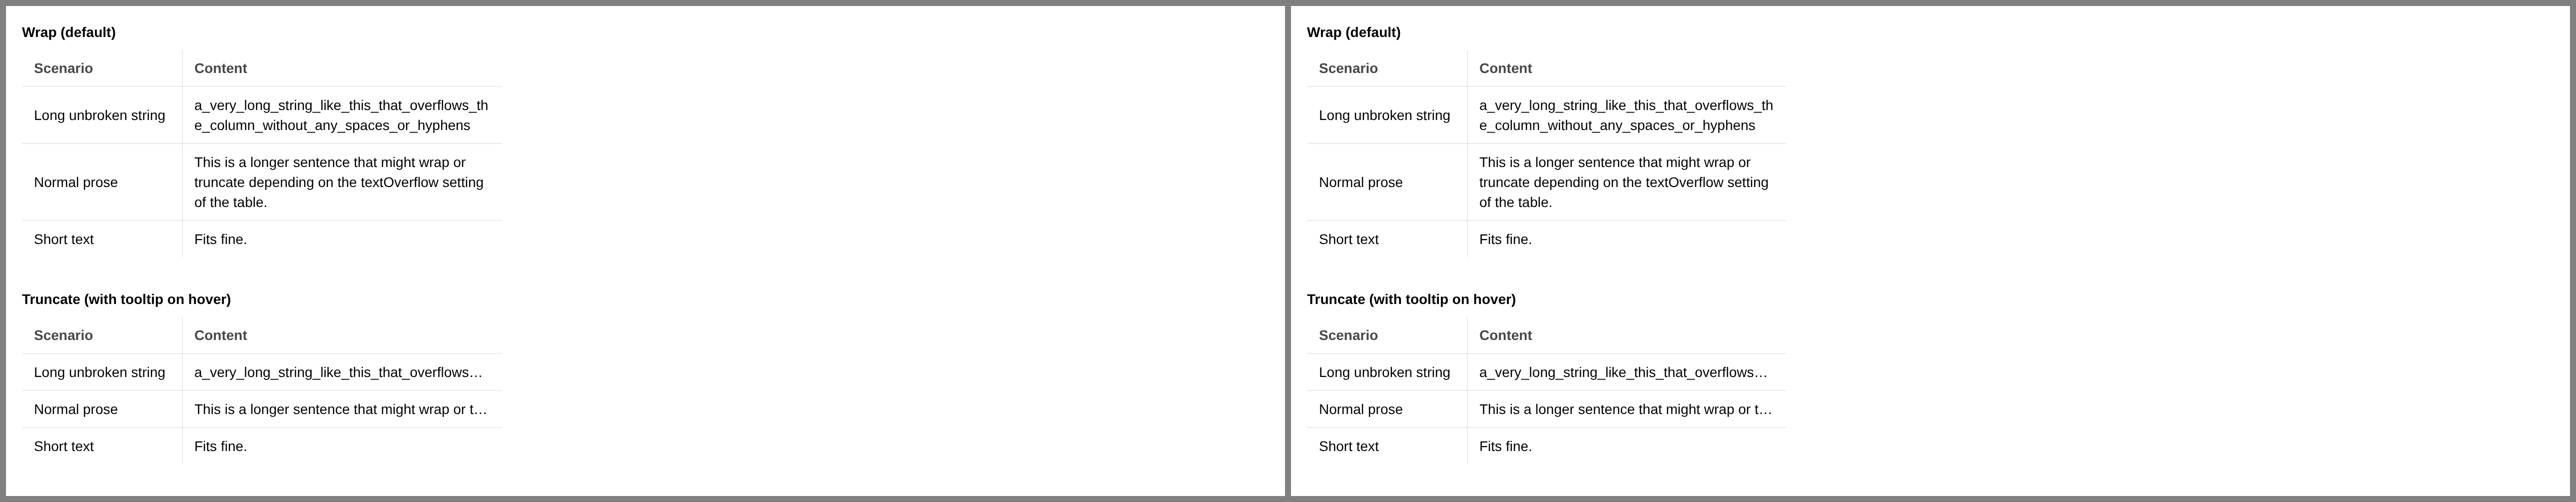 Wrap (default)
Scenario Content
Long unbroken string a_very_long_string_like_this_that_overflows_th
e_column_without_any_spaces_or_hyphens
Normal prose This is a longer sentence that might wrap or
truncate depending on the textOverflow setting
of the table.
Short text Fits fine.
Truncate (with tooltip on hover)
Scenario Content
Long unbroken string a_very_long_string_like_this_that_overflows…
Normal prose This is a longer sentence that might wrap or t…
Short text Fits fine.
Wrap (default)
Scenario Content
Long unbroken string a_very_long_string_like_this_that_overflows_th
e_column_without_any_spaces_or_hyphens
Normal prose This is a longer sentence that might wrap or
truncate depending on the textOverflow setting
of the table.
Short text Fits fine.
Truncate (with tooltip on hover)
Scenario Content
Long unbroken string a_very_long_string_like_this_that_overflows…
Normal prose This is a longer sentence that might wrap or t…
Short text Fits fine.